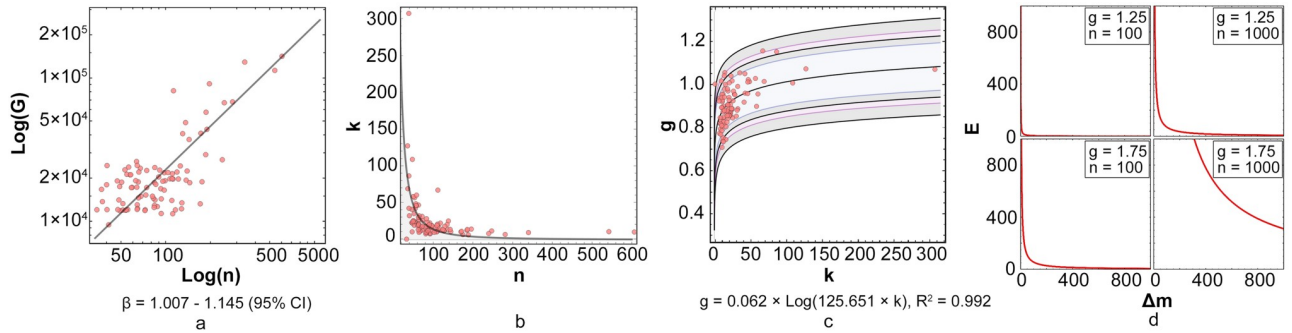 2×10⁵
1×10⁵
5×10⁴
2×10⁴
1×10⁴
Log(G)
50 100 500 1000 5000
Log(n)
β = 1.007 - 1.145 (95% CI)
a
300
250
200
150
100
50
0
k
100 200 300 400 500 600
n
b
1.2
1.0
0.8
0.6
0.4
g
0 50 100 150 200 250 300
k
g = 0.062 × Log(125.651 × k), R² = 0.992
c
E
800
400
0
g = 1.25
n = 100
g = 1.25
n = 1000
800
400
0
g = 1.75
n = 100
g = 1.75
n = 1000
0 400 800
400 800
Δm
d